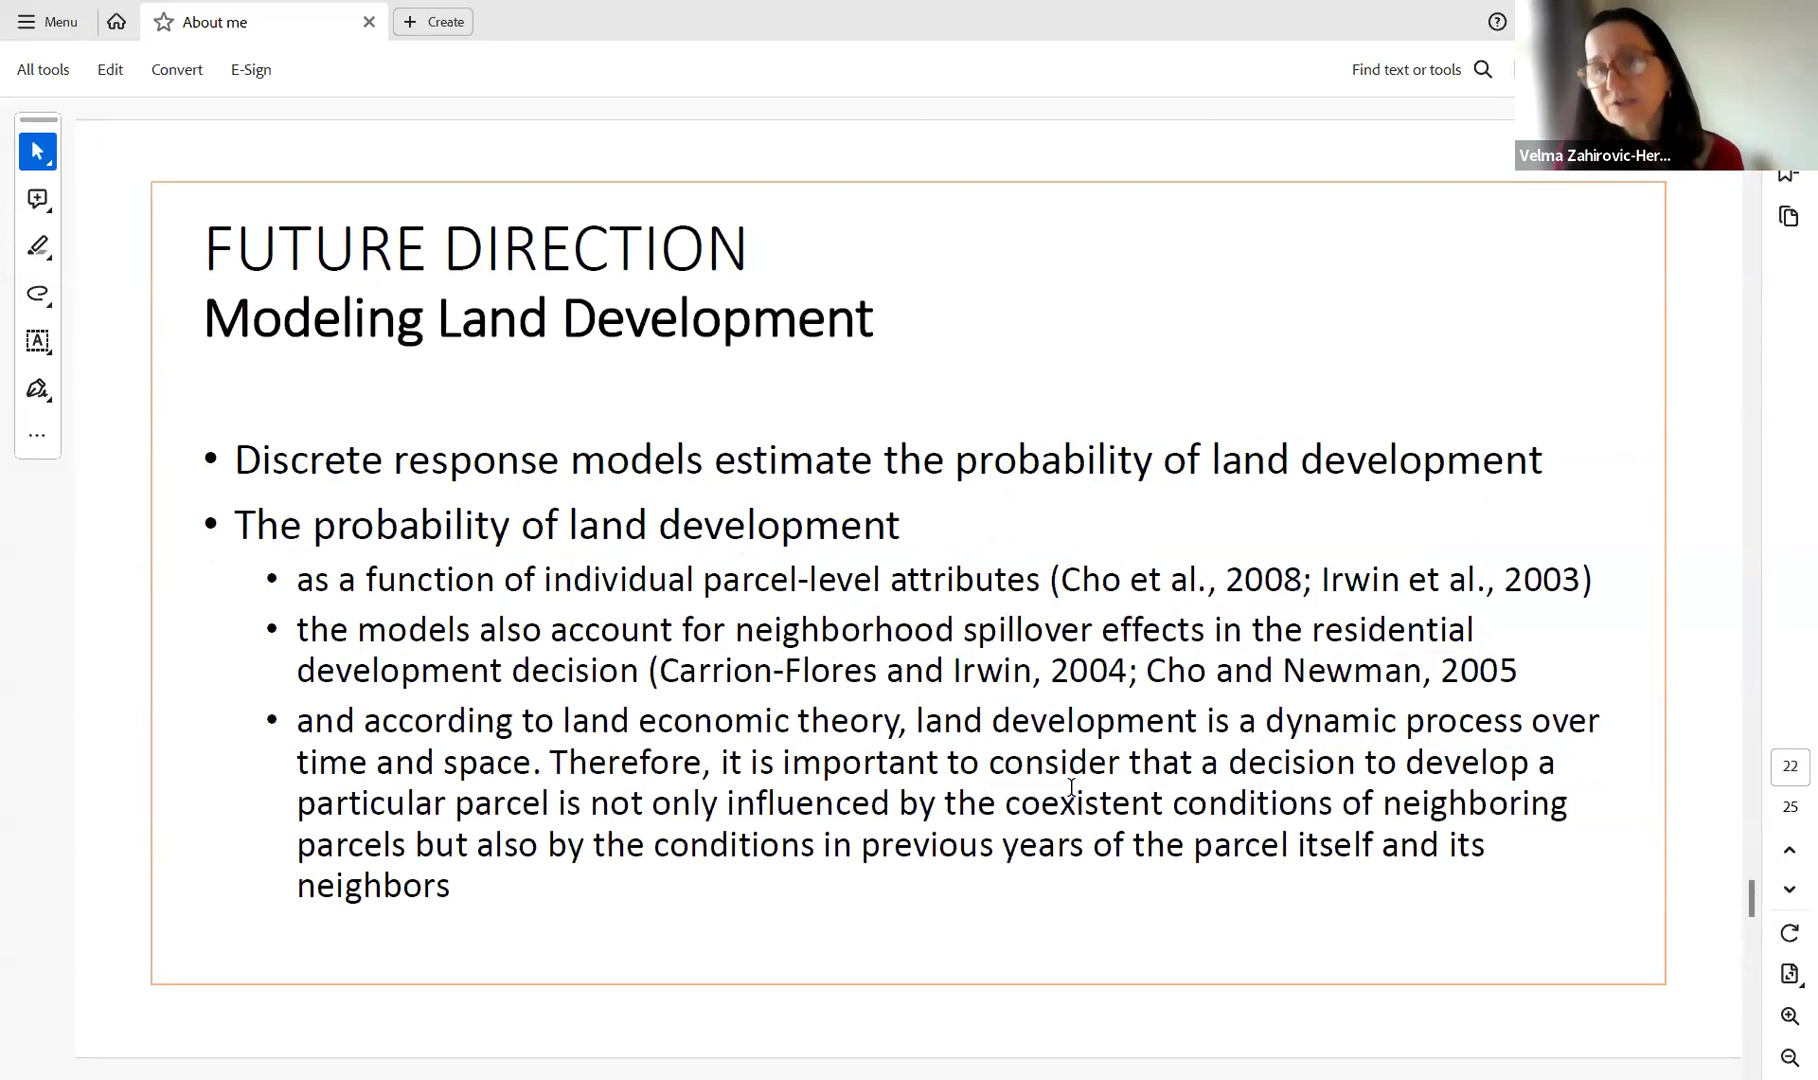 Menu
About me
Create
All tools
Edit
Convert
E-Sign
Find text or tools
Velma Zahirovic-Her...
FUTURE DIRECTION
Modeling Land Development
• Discrete response models estimate the probability of land development
• The probability of land development
• as a function of individual parcel-level attributes (Cho et al., 2008; Irwin et al., 2003)
• the models also account for neighborhood spillover effects in the residential
development decision (Carrion-Flores and Irwin, 2004; Cho and Newman, 2005
• and according to land economic theory, land development is a dynamic process over
time and space. Therefore, it is important to consider that a decision to develop a
particular parcel is not only influenced by the coexistent conditions of neighboring
parcels but also by the conditions in previous years of the parcel itself and its
neighbors
22
25